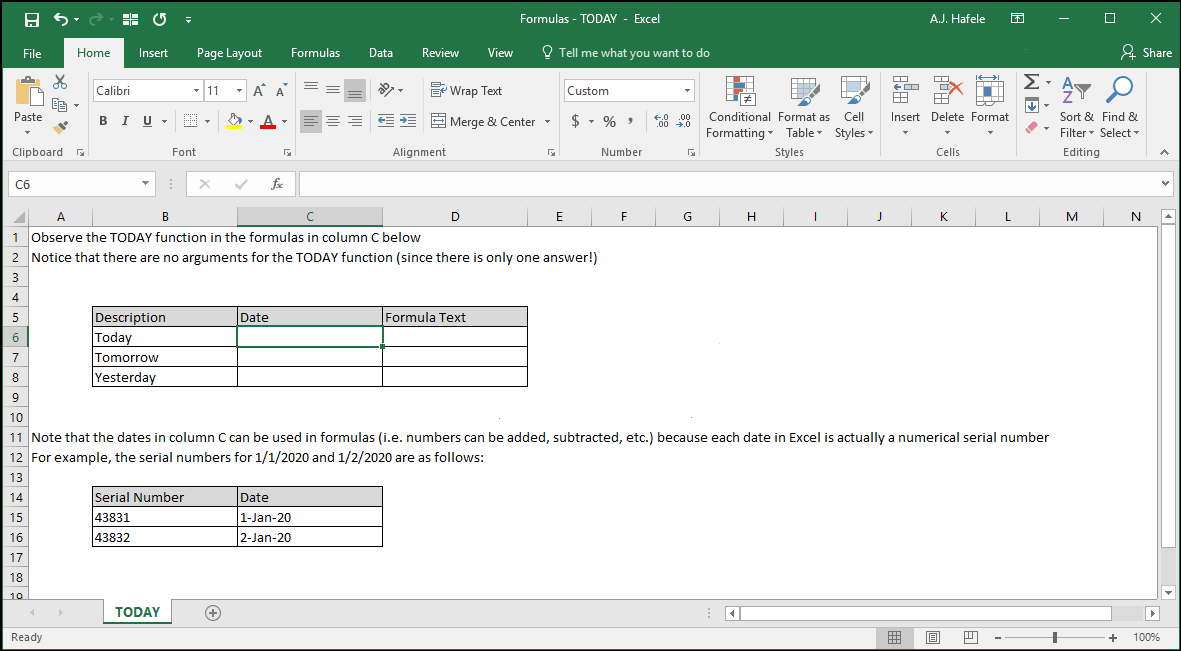 Formulas - TODAY - Excel
A.J. Hafele
File Home Insert Page Layout Formulas Data Review View Tell me what you want to do Share
Paste
Calibri 11
A A
B I U
A
Wrap Text
Merge & Center
Custom
$ % , .0 .00 .00 .0
Conditional Formatting
Format as Table
Cell Styles
Insert Delete Format
Sort & Filter
Find & Select
Clipboard Font Alignment Number Styles Cells Editing
C6 fx
A B C D E F G H I J K L M N
1 Observe the TODAY function in the formulas in column C below
2 Notice that there are no arguments for the TODAY function (since there is only one answer!)
3
4
5 Description Date Formula Text
6 Today
7 Tomorrow
8 Yesterday
9
10
11 Note that the dates in column C can be used in formulas (i.e. numbers can be added, subtracted, etc.) because each date in Excel is actually a numerical serial number
12 For example, the serial numbers for 1/1/2020 and 1/2/2020 are as follows:
13
14 Serial Number Date
15 43831 1-Jan-20
16 43832 2-Jan-20
17
18
19
TODAY
Ready 100%